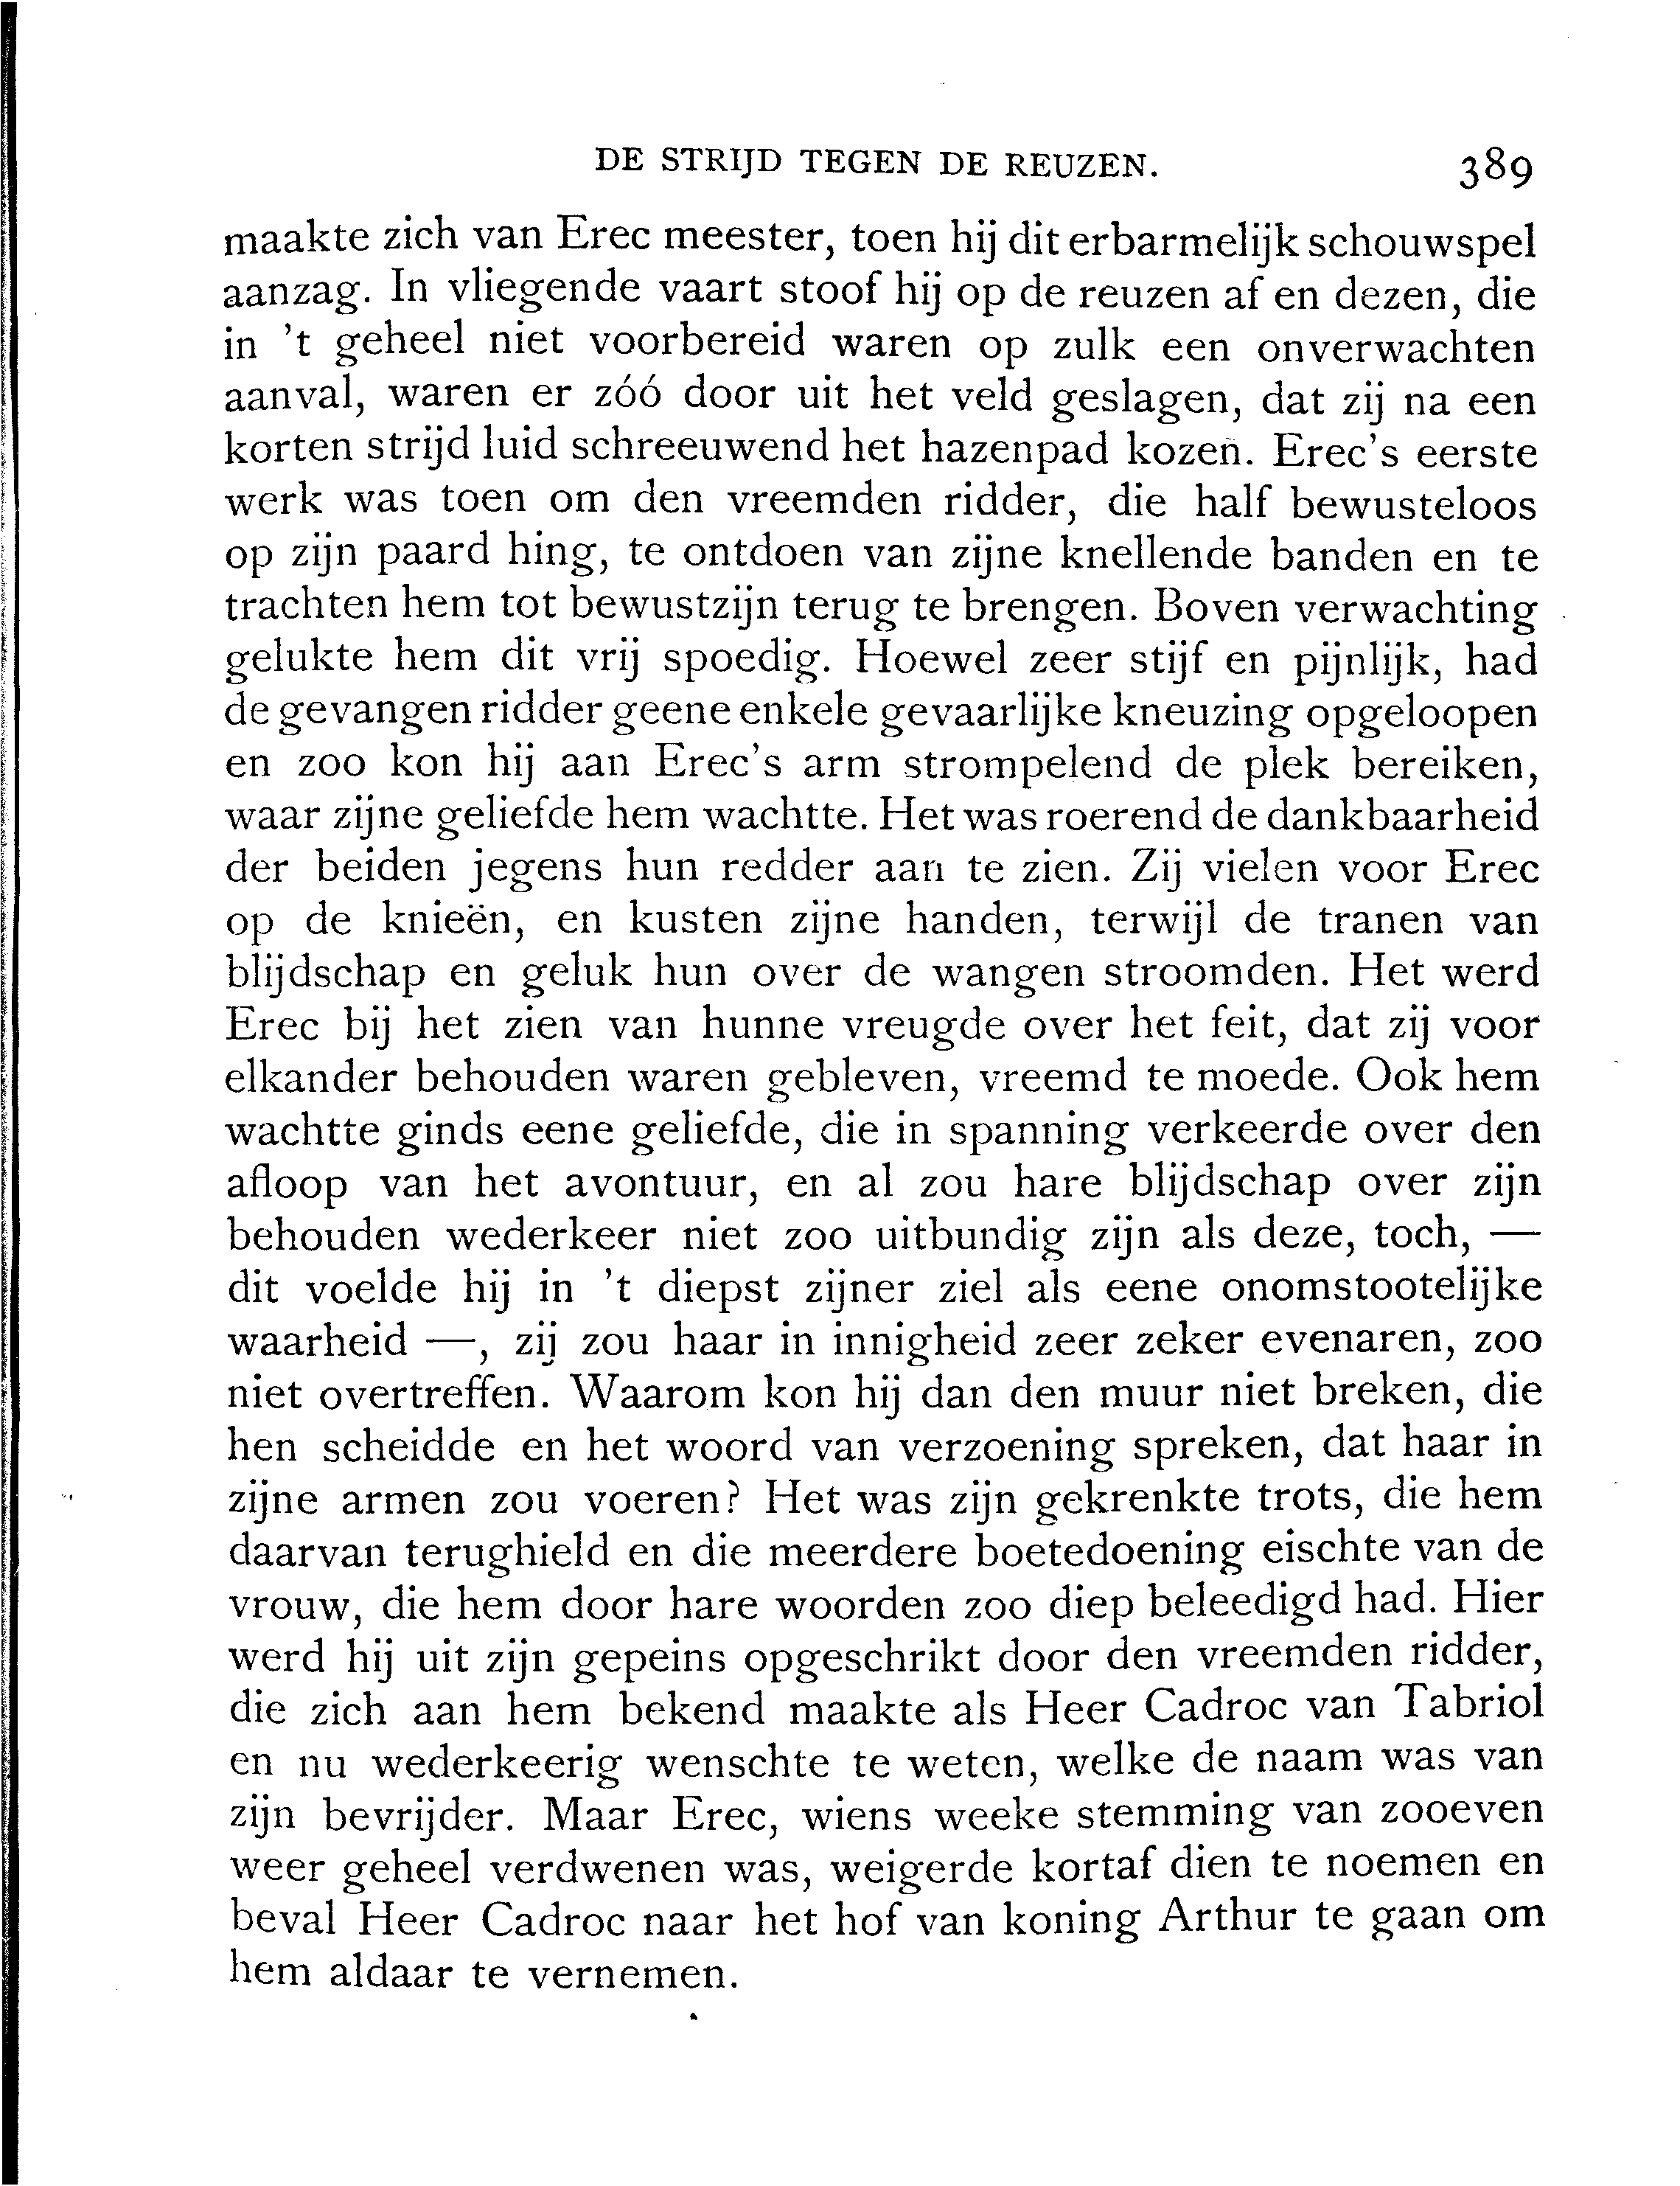 DE STRIJD TEGEN DE REUZEN. 389
maakte zich van Erec meester, toen hij dit erbarmelijk schouwspel
aanzag. In vliegende vaart stoof hij op de reuzen af en dezen, die
in 't geheel niet voorbereid waren op zulk een onverwachten
aanval, waren er zóó door uit het veld geslagen, dat zij na een
korten strijd luid schreeuwend het hazenpad kozen. Erec's eerste
werk was toen om den vreemden ridder, die half bewusteloos
op zijn paard hing, te ontdoen van zijne knellende banden en te
trachten hem tot bewustzijn terug te brengen. Boven verwachting
gelukte hem dit vrij spoedig. Hoewel zeer stijf en pijnlijk, had
de gevangen ridder geene enkele gevaarlijke kneuzing opgeloopen
en zoo kon hij aan Erec's arm strompelend de plek bereiken,
waar zijne geliefde hem wachtte. Het was roerend de dankbaarheid
der beiden jegens hun redder aan te zien. Zij vielen voor Erec
op de knieën, en kusten zijne handen, terwijl de tranen van
blijdschap en geluk hun over de wangen stroomden. Het werd
Erec bij het zien van hunne vreugde over het feit, dat zij voor
elkander behouden waren gebleven, vreemd te moede. Ook hem
wachtte ginds eene geliefde, die in spanning verkeerde over den
afloop van het avontuur, en al zou hare blijdschap over zijn
behouden wederkeer niet zoo uitbundig zijn als deze, toch, —
dit voelde hij in 't diepst zijner ziel als eene onomstootelijke
waarheid —, zij zou haar in innigheid zeer zeker evenaren, zoo
niet overtreffen. Waarom kon hij dan den muur niet breken, die
hen scheidde en het woord van verzoening spreken, dat haar in
zijne armen zou voeren? Het was zijn gekrenkte trots, die hem
daarvan terughield en die meerdere boetedoening eischte van de
vrouw, die hem door hare woorden zoo diep beleedigd had. Hier
werd hij uit zijn gepeins opgeschrikt door den vreemden ridder,
die zich aan hem bekend maakte als Heer Cadroc van Tabriol
en nu wederkeerig wenschte te weten, welke de naam was van
zijn bevrijder. Maar Erec, wiens weeke stemming van zooeven
weer geheel verdwenen was, weigerde kortaf dien te noemen en
beval Heer Cadroc naar het hof van koning Arthur te gaan om
hem aldaar te vernemen.